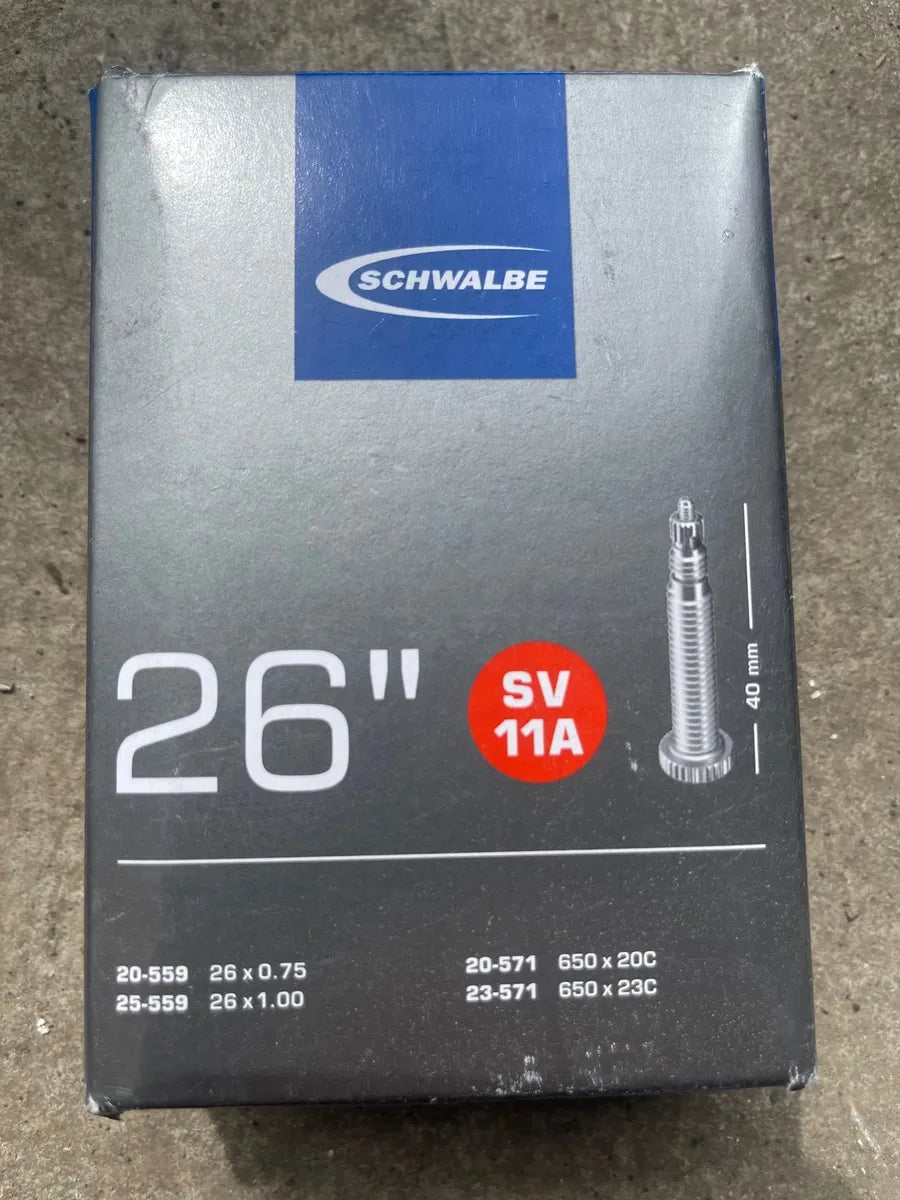 SCHWALBE
26"
SV
11A
40 mm
20-559 26 x 0.75
25-559 26 x 1.00
20-571 650 x 20C
23-571 650 x 23C